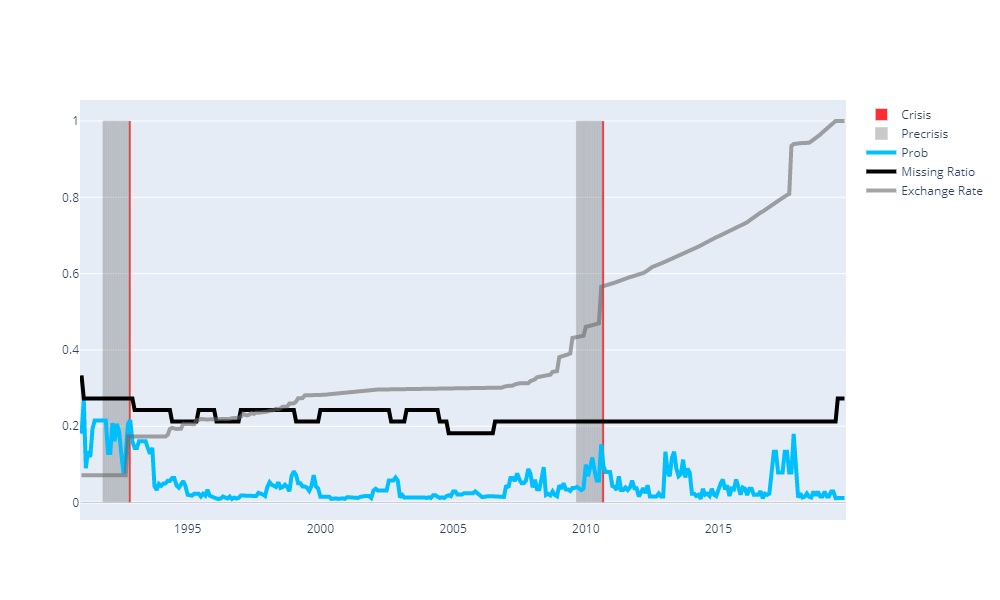 1
0.8
0.6
0.4
0.2
0
1995
2000
2005
2010
2015
Crisis
Precrisis
Prob
Missing Ratio
Exchange Rate